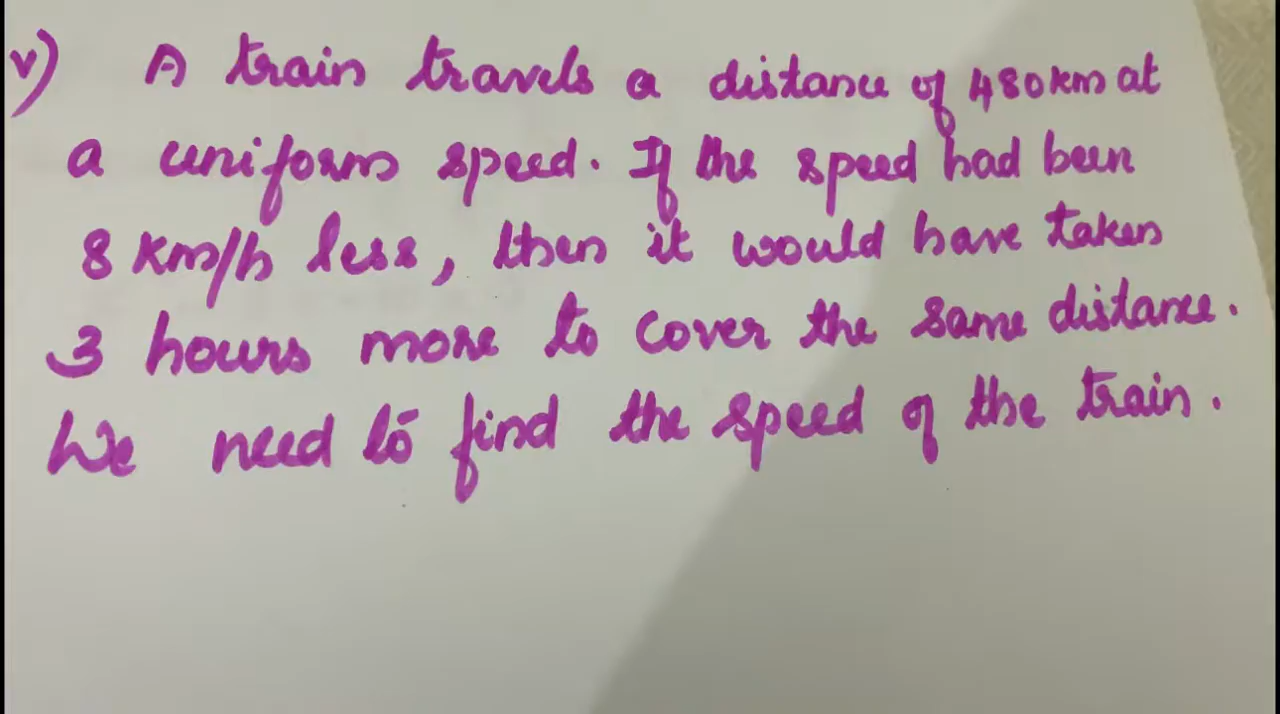 v) A train travels a distance of 480km at
a uniform speed. If the speed had been
8 km/h less, then it would have taken
3 hours more to cover the same distance.
We need to find the speed of the train.